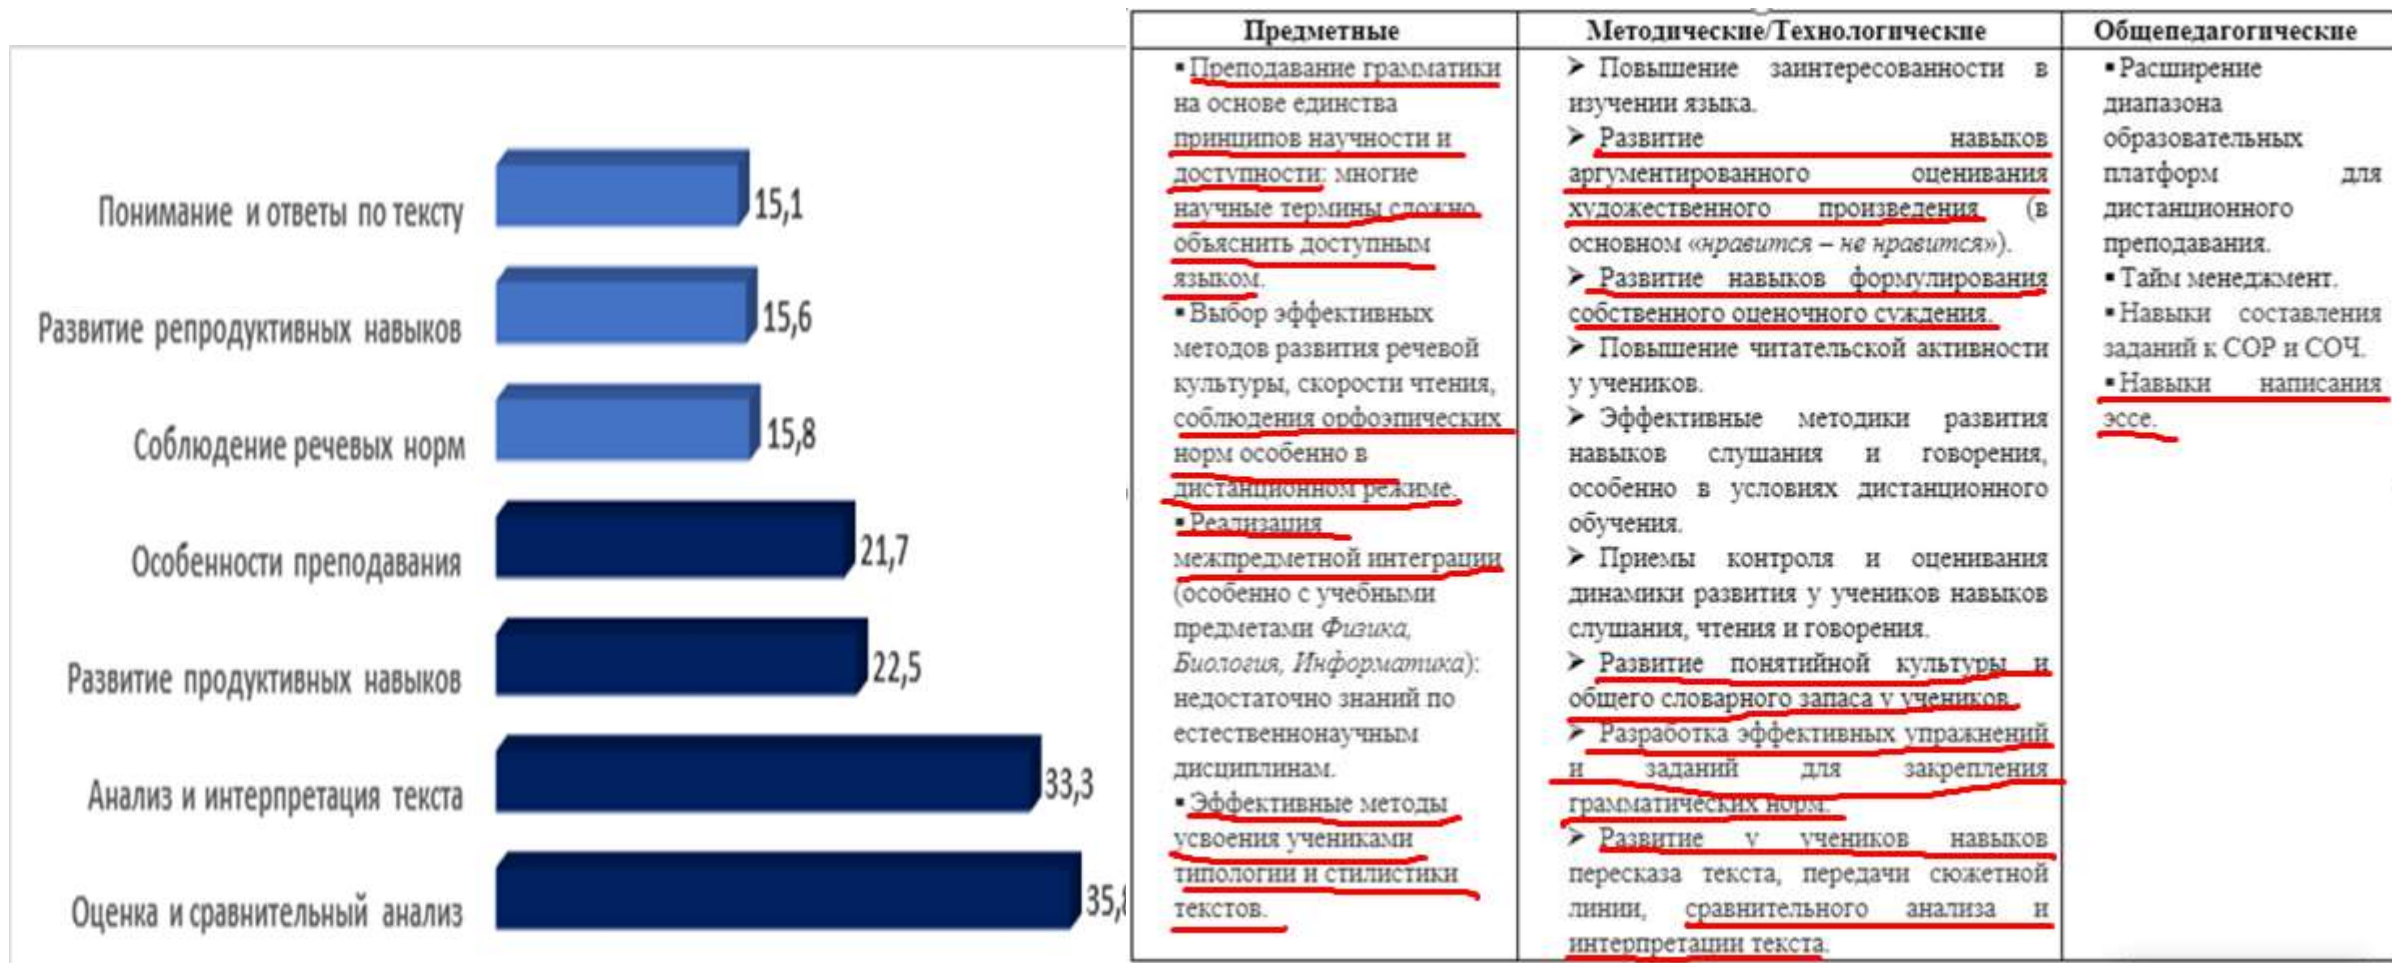 Понимание и ответы по тексту
15,1
Развитие репродуктивных навыков
15,6
Соблюдение речевых норм
15,8
Особенности преподавания
21,7
Развитие продуктивных навыков
22,5
Анализ и интерпретация текста
33,3
Оценка и сравнительный анализ
Предметные
▪ Преподавание грамматики
на основе единства
принципов научности и
доступности: многие
научные термины сложно
объяснить доступным
языком.
▪ Выбор эффективных
методов развития речевой
культуры, скорости чтения,
соблюдения орфоэпических
норм особенно в
дистанционном режиме.
▪ Реализация
межпредметной интеграции
(особенно с учебными
предметами Физика,
Биология, Информатика):
недостаточно знаний по
естественнонаучным
дисциплинам.
▪ Эффективные методы
усвоения учениками
типологии и стилистики
текстов.
Методические/Технологические
➤ Повышение заинтересованности в
изучении языка.
➤ Развитие навыков
аргументированного оценивания
художественного произведения (в
основном «нравится – не нравится»).
➤ Развитие навыков формулирования
собственного оценочного суждения.
➤ Повышение читательской активности
у учеников.
➤ Эффективные методики развития
навыков слушания и говорения,
особенно в условиях дистанционного
обучения.
➤ Приемы контроля и оценивания
динамики развития у учеников навыков
слушания, чтения и говорения.
➤ Развитие понятийной культуры и
общего словарного запаса у учеников.
➤ Разработка эффективных упражнений
и заданий для закрепления
грамматических норм.
➤ Развитие у учеников навыков
пересказа текста, передачи сюжетной
линии, сравнительного анализа и
интерпретации текста.
Общепедагогические
▪ Расширение
диапазона
образовательных
платформ для
дистанционного
преподавания.
▪ Тайм менеджмент.
▪ Навыки составления
заданий к СОР и СОЧ.
▪ Навыки написания
эссе.